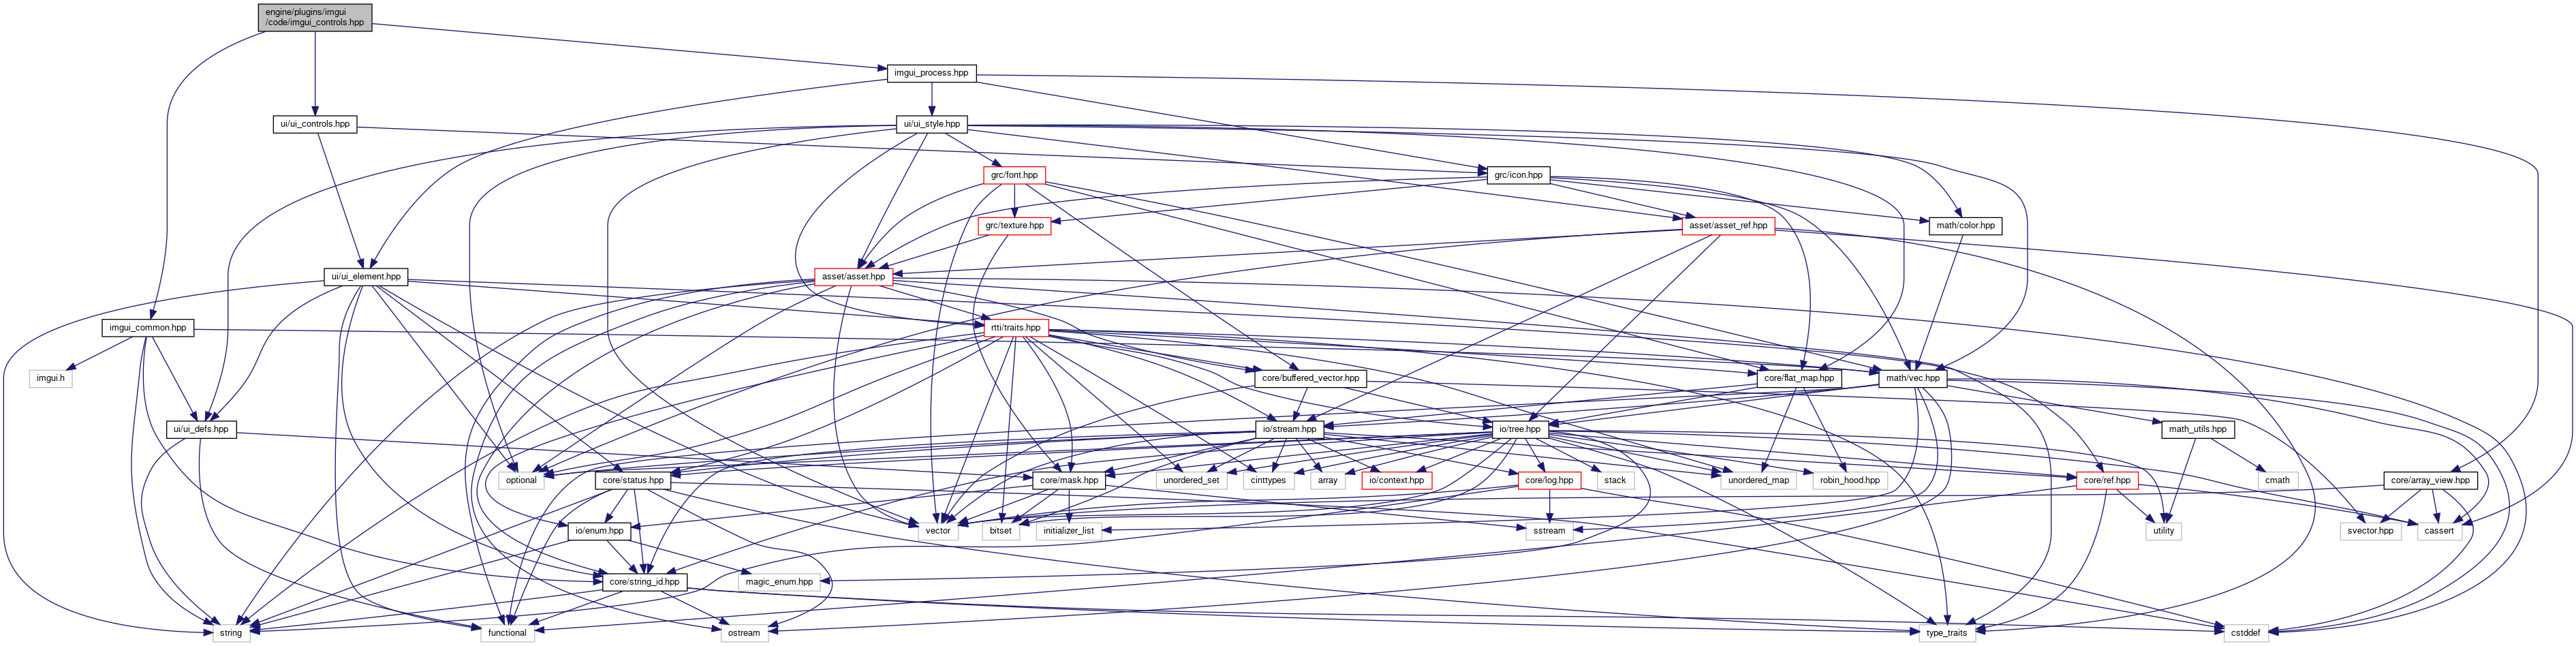 engine/plugins/imgui
/code/imgui_controls.hpp
imgui_process.hpp
ui/ui_controls.hpp
ui/ui_style.hpp
grc/font.hpp
grc/icon.hpp
grc/texture.hpp
asset/asset_ref.hpp
math/color.hpp
ui/ui_element.hpp
asset/asset.hpp
imgui_common.hpp
rtti/traits.hpp
imgui.h
core/buffered_vector.hpp
core/flat_map.hpp
math/vec.hpp
ui/ui_defs.hpp
io/stream.hpp
io/tree.hpp
math_utils.hpp
optional
core/status.hpp
core/mask.hpp
unordered_set
cinttypes
array
io/context.hpp
core/log.hpp
stack
unordered_map
robin_hood.hpp
core/ref.hpp
cmath
core/array_view.hpp
io/enum.hpp
vector
bitset
initializer_list
sstream
utility
svector.hpp
cassert
core/string_id.hpp
magic_enum.hpp
string
functional
ostream
type_traits
cstddef